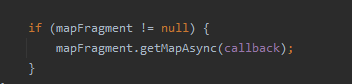 if (mapFragment != null) {
    mapFragment.getMapAsync(callback);
}